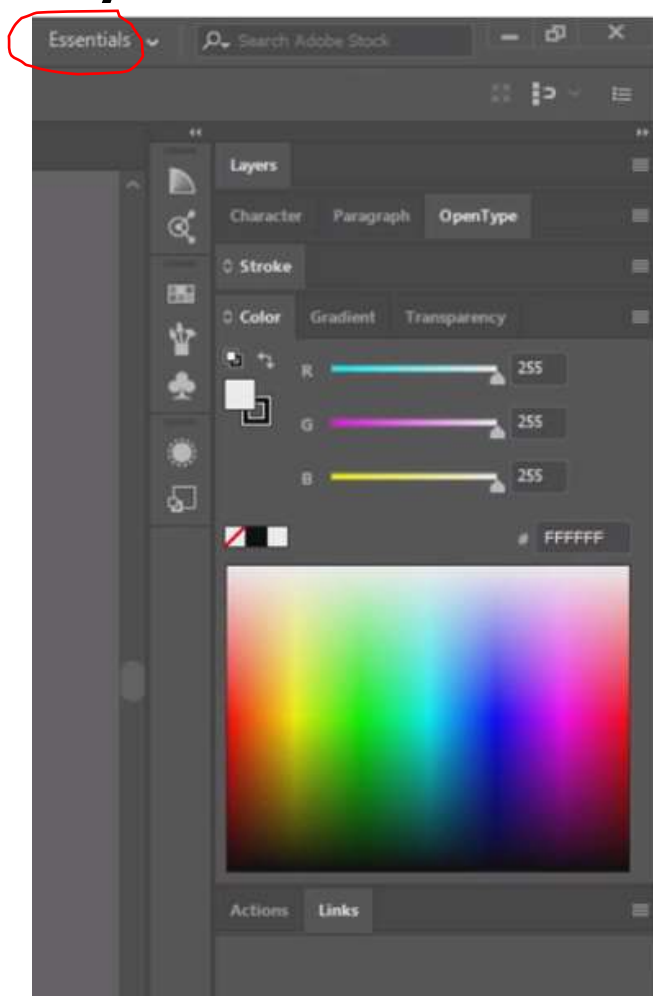 Essentials Search Adobe Stock
Layers
Character Paragraph OpenType
Stroke
Color Gradient Transparency
R 255
G 255
B 255
# FFFFFF
Actions Links